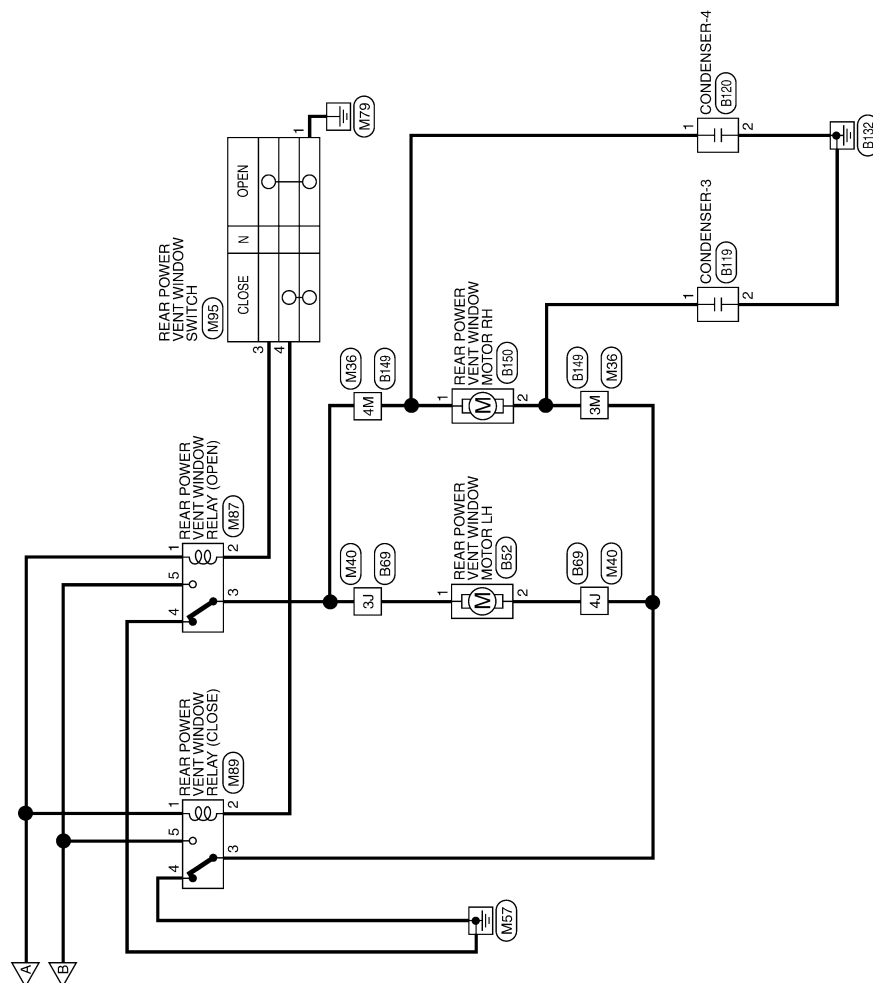 A
B
REAR POWER
VENT WINDOW
RELAY (CLOSE)
M89
1
5
4
2
3
M57
REAR POWER
VENT WINDOW
RELAY (OPEN)
M87
1
5
4
2
3
REAR POWER
VENT WINDOW
SWITCH
M95
CLOSE
N
OPEN
3
4
1
M79
M40
B69
3J
REAR POWER
VENT WINDOW
MOTOR LH
B52
1
M
2
B69
M40
4J
M36
B149
4M
REAR POWER
VENT WINDOW
MOTOR RH
B150
1
M
2
B149
M36
3M
CONDENSER-3
B119
1
2
CONDENSER-4
B120
1
2
B132